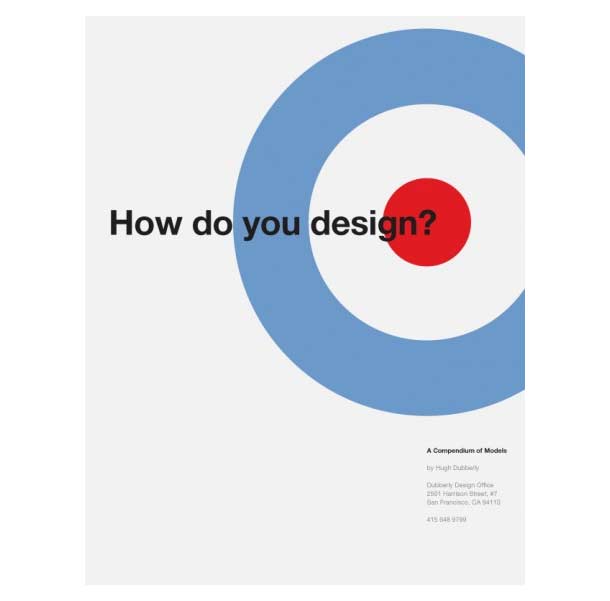 How do you design?
A Compendium of Models
by Hugh Dubberly
Dubberly Design Office
2501 Harrison Street, #7
San Francisco, CA 94110
415 648 9799